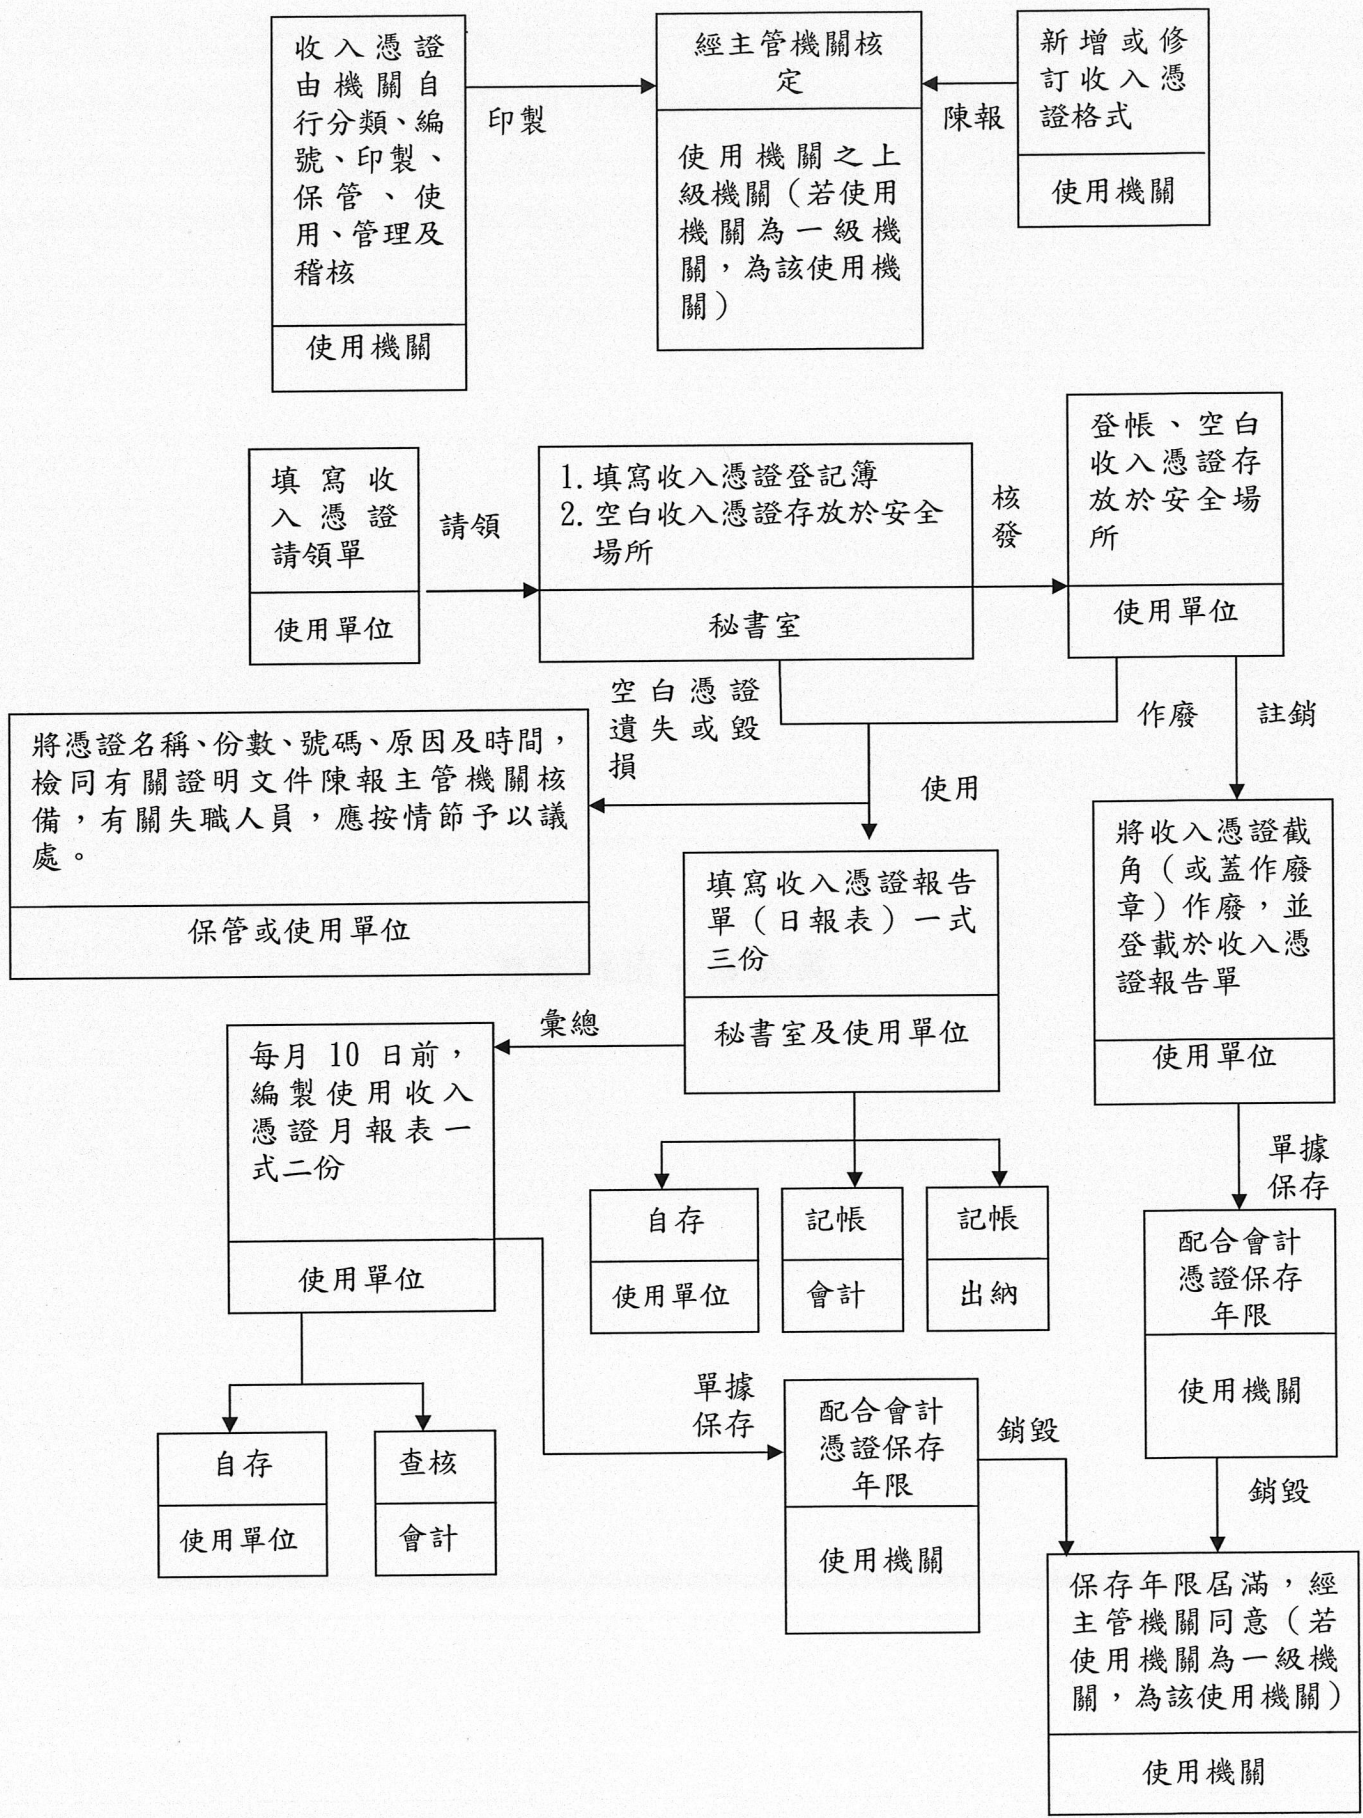 收入憑證
由機關自
行分類、編
號、印製、
保管、使
用、管理及
稽核
使用機關
印製
經主管機關核
定
使用機關之上
級機關（若使用
機關為一級機
關，為該使用機
關）
陳報
新增或修
訂收入憑
證格式
使用機關
填寫收
入憑證
請領單
使用單位
請領
1.填寫收入憑證登記簿
2.空白收入憑證存放於安全
場所
秘書室
核
發
登帳、空白
收入憑證存
放於安全場
所
使用單位
空白憑證
遺失或毀
損
作廢
註銷
使用
將憑證名稱、份數、號碼、原因及時間，
檢同有關證明文件陳報主管機關核
備，有關失職人員，應按情節予以議
處。
保管或使用單位
填寫收入憑證報告
單（日報表）一式
三份
秘書室及使用單位
將收入憑證截
角（或蓋作廢
章）作廢，並
登載於收入憑
證報告單
使用單位
彙總
每月 10 日前，
編製使用收入
憑證月報表一
式二份
使用單位
自存
使用單位
記帳
會計
記帳
出納
單據
保存
配合會計
憑證保存
年限
使用機關
自存
使用單位
查核
會計
單據
保存
配合會計
憑證保存
年限
使用機關
銷毀
銷毀
保存年限屆滿，經
主管機關同意（若
使用機關為一級機
關，為該使用機關）
使用機關